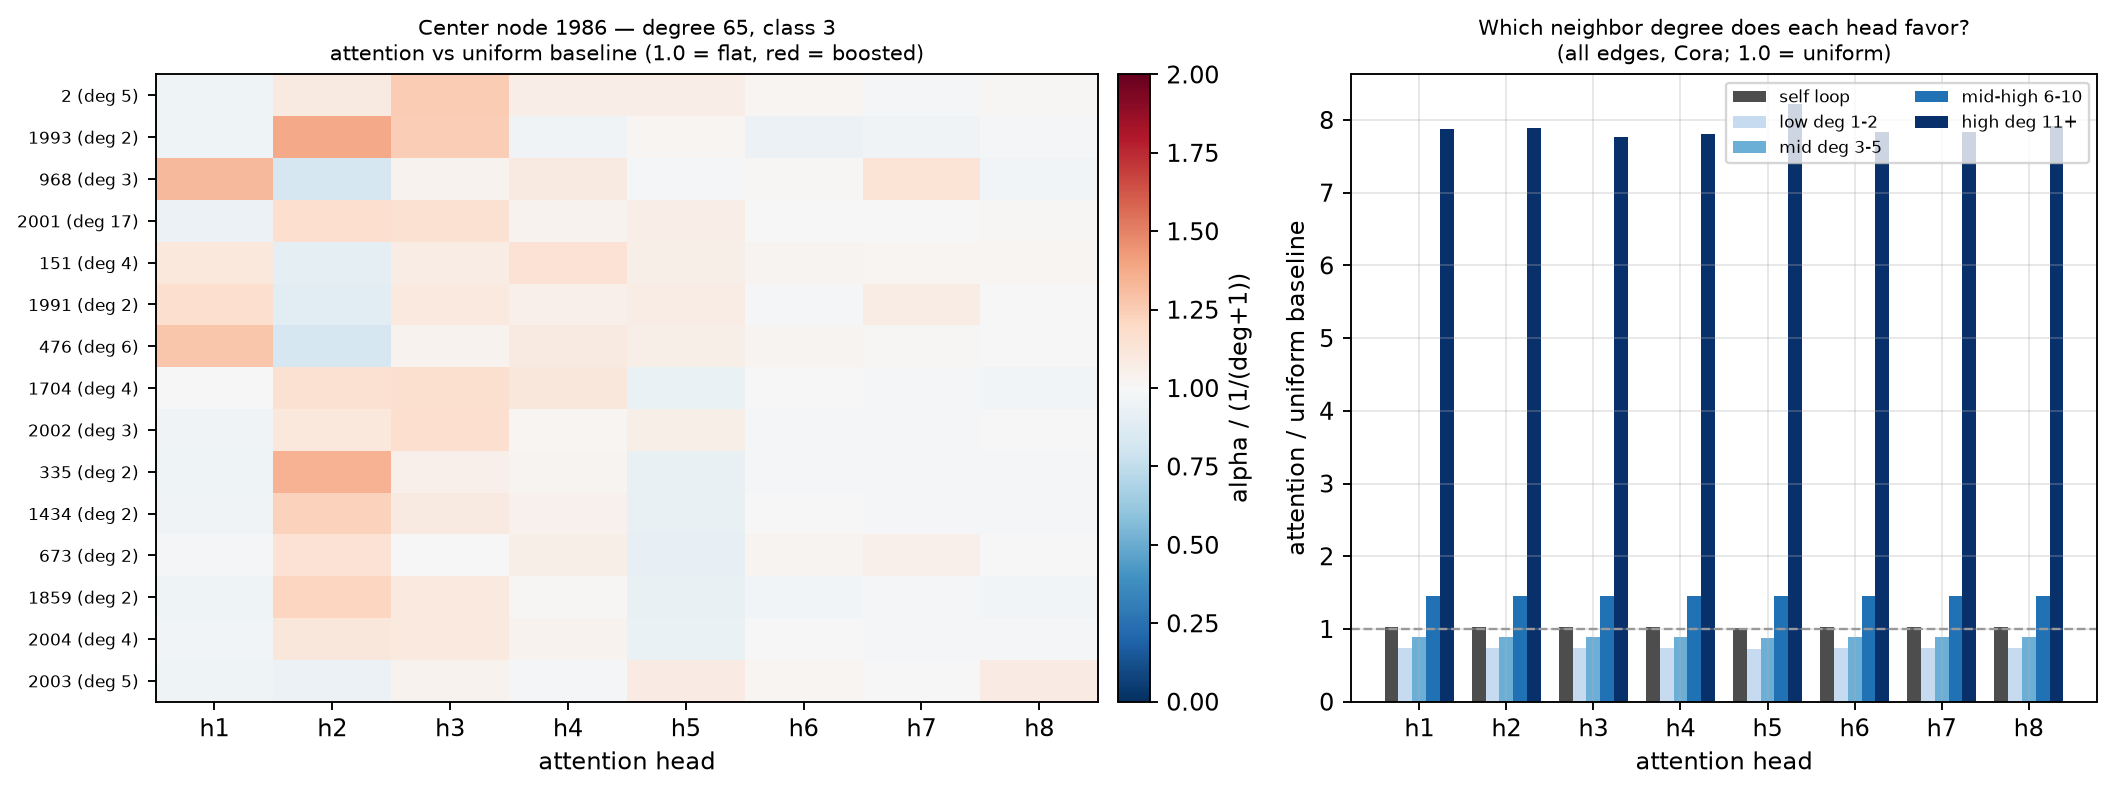 Center node 1986 — degree 65, class 3
attention vs uniform baseline (1.0 = flat, red = boosted)
2 (deg 5)
1993 (deg 2)
968 (deg 3)
2001 (deg 17)
151 (deg 4)
1991 (deg 2)
476 (deg 6)
1704 (deg 4)
2002 (deg 3)
335 (deg 2)
1434 (deg 2)
673 (deg 2)
1859 (deg 2)
2004 (deg 4)
2003 (deg 5)
h1 h2 h3 h4 h5 h6 h7 h8
attention head
2.00
1.75
1.50
1.25
1.00
0.75
0.50
0.25
0.00
alpha / (1/(deg+1))
Which neighbor degree does each head favor?
(all edges, Cora; 1.0 = uniform)
self loop
low deg 1-2
mid deg 3-5
mid-high 6-10
high deg 11+
8
7
6
5
4
3
2
1
0
attention / uniform baseline
h1 h2 h3 h4 h5 h6 h7 h8
attention head